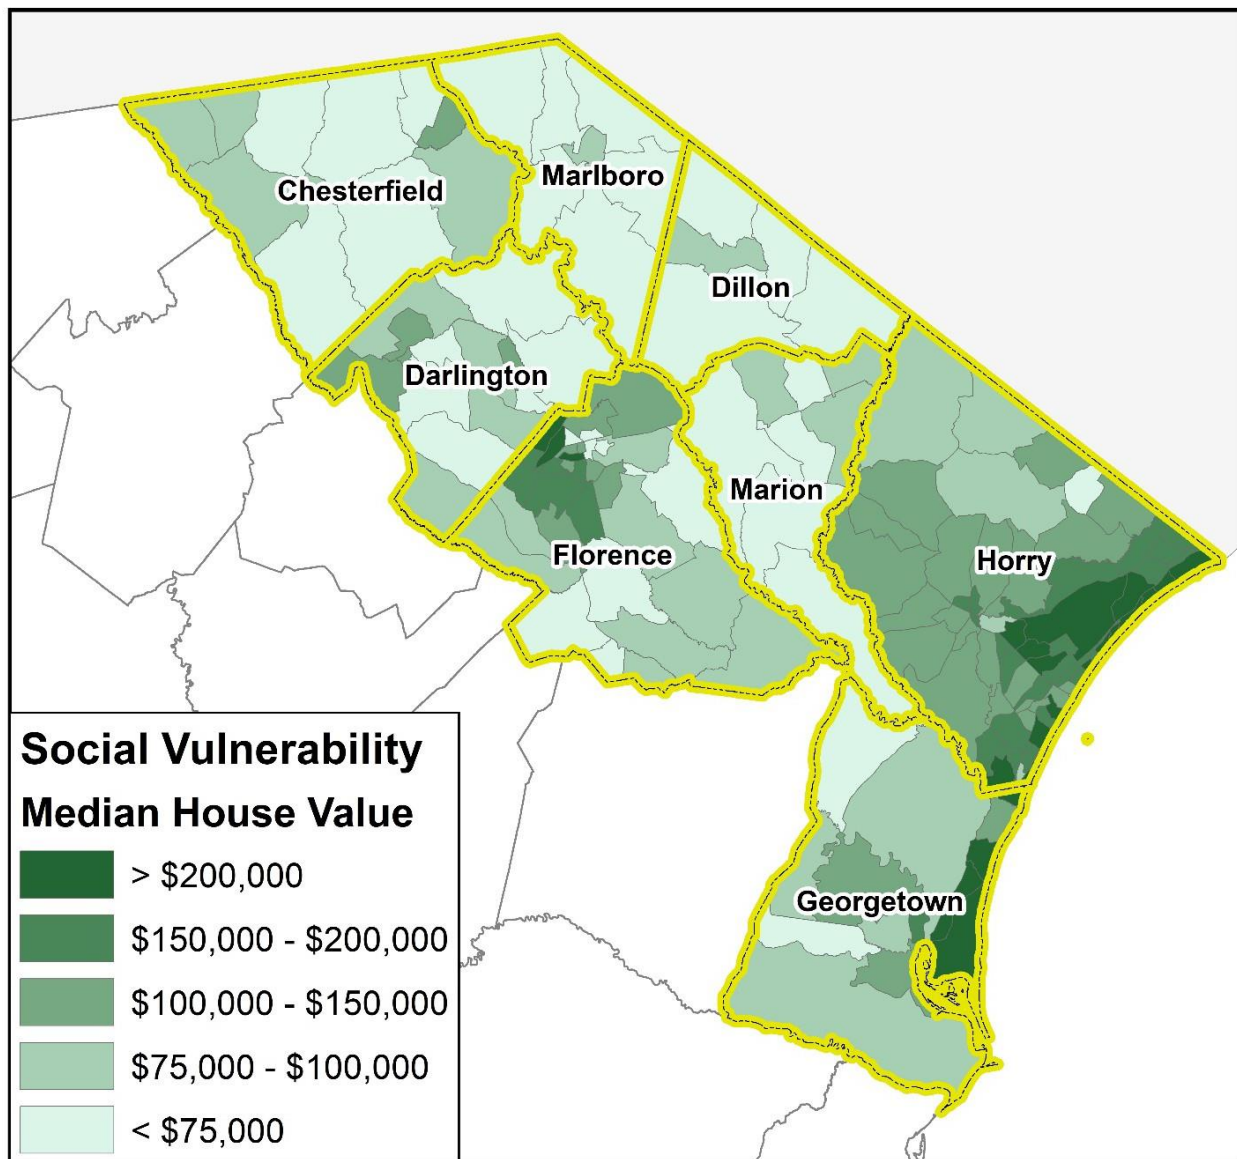 Chesterfield
Marlboro
Dillon
Darlington
Marion
Florence
Horry
Georgetown
Social Vulnerability
Median House Value
> $200,000
$150,000 - $200,000
$100,000 - $150,000
$75,000 - $100,000
< $75,000